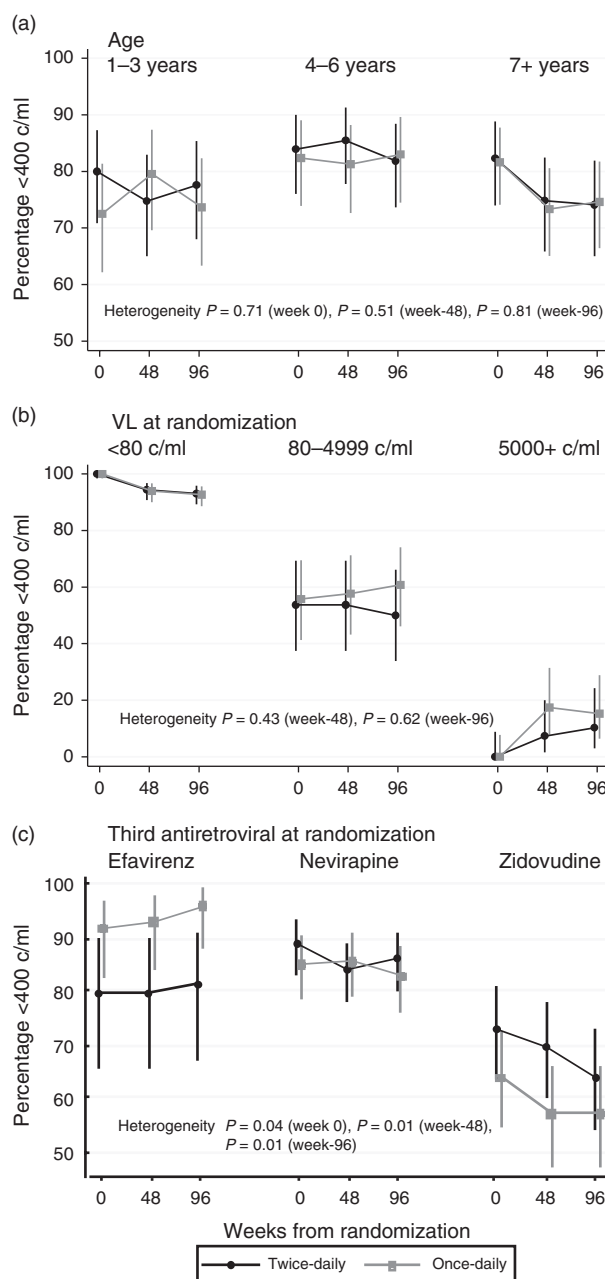 (a)
Age
1–3 years 4–6 years 7+ years
Percentage <400 c/ml
100
90
80
70
60
50
Heterogeneity P = 0.71 (week 0), P = 0.51 (week-48), P = 0.81 (week-96)
0 48 96 0 48 96 0 48 96
(b)
VL at randomization
<80 c/ml 80–4999 c/ml 5000+ c/ml
Percentage <400 c/ml
100
80
60
40
20
0
Heterogeneity P = 0.43 (week-48), P = 0.62 (week-96)
0 48 96 0 48 96 0 48 96
(c)
Third antiretroviral at randomization
Efavirenz Nevirapine Zidovudine
Percentage <400 c/ml
100
90
80
70
60
50
Heterogeneity P = 0.04 (week 0), P = 0.01 (week-48),
P = 0.01 (week-96)
0 48 96 0 48 96 0 48 96
Weeks from randomization
Twice-daily Once-daily